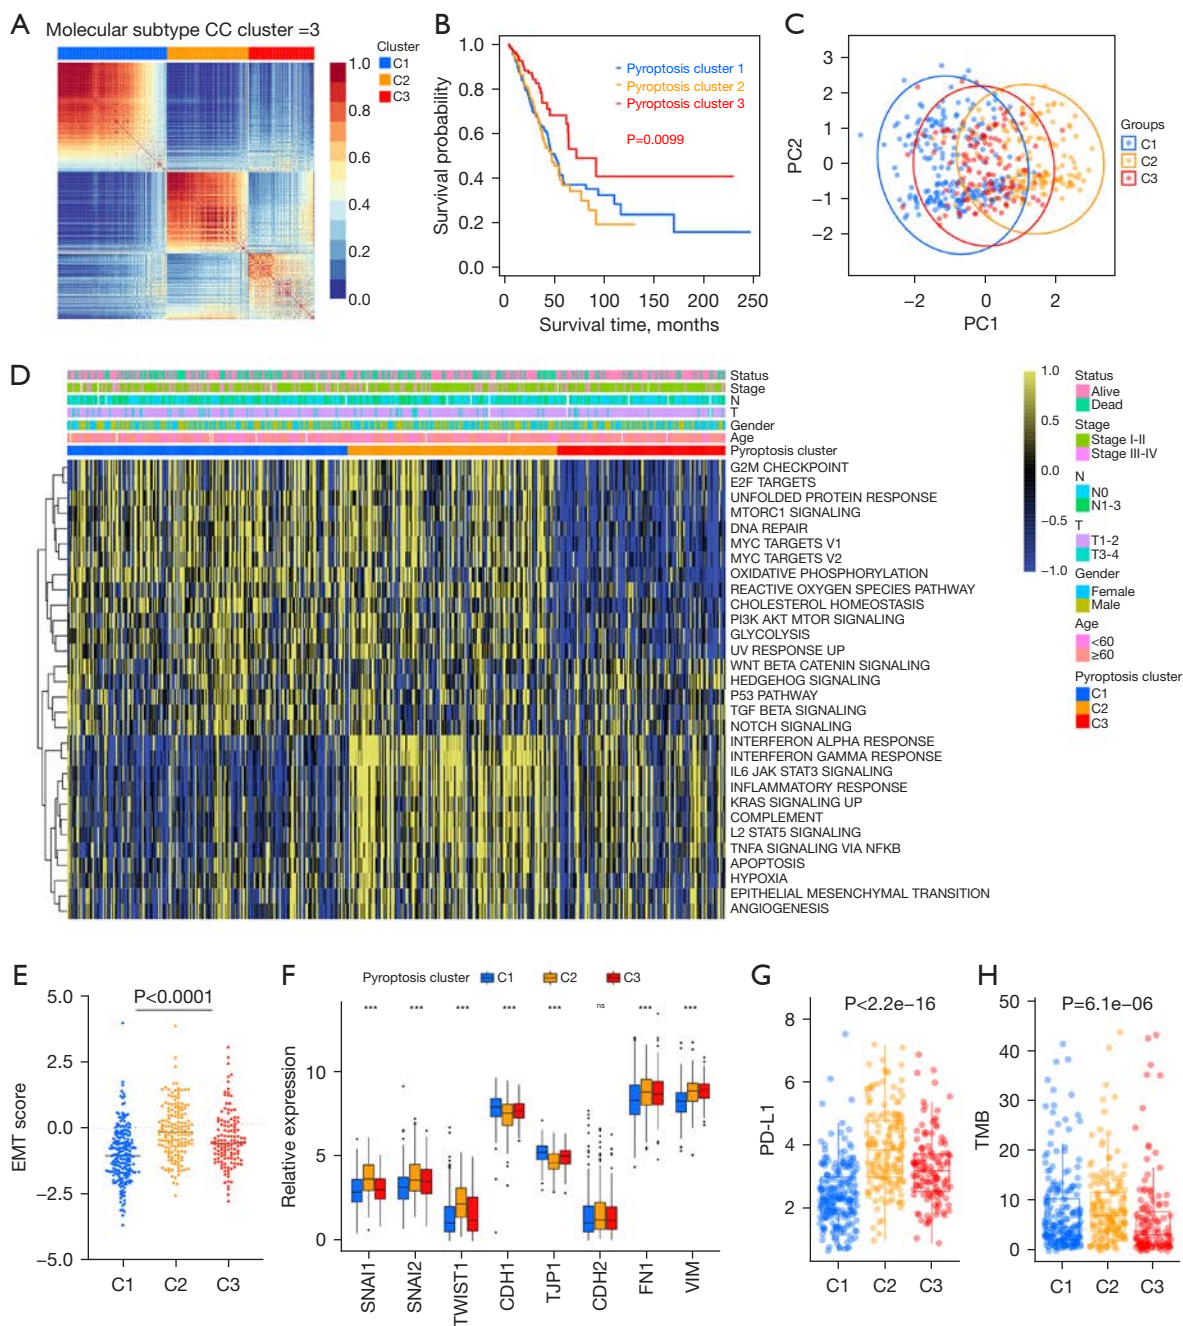 A
Molecular subtype CC cluster =3
Cluster
C1
C2
C3
1.0
0.8
0.6
0.4
0.2
0.0
B
1.0
0.8
0.6
0.4
0.2
0.0
Survival probability
Pyroptosis cluster 1
Pyroptosis cluster 2
Pyroptosis cluster 3
P=0.0099
0 50 100 150 200 250
Survival time, months
C
3
2
1
0
−1
−2
PC2
−2 0 2
PC1
Groups
C1
C2
C3
D
Status
Stage
N
T
Gender
Age
Pyroptosis cluster
G2M CHECKPOINT
E2F TARGETS
UNFOLDED PROTEIN RESPONSE
MTORC1 SIGNALING
DNA REPAIR
MYC TARGETS V1
MYC TARGETS V2
OXIDATIVE PHOSPHORYLATION
REACTIVE OXYGEN SPECIES PATHWAY
CHOLESTEROL HOMEOSTASIS
PI3K AKT MTOR SIGNALING
GLYCOLYSIS
UV RESPONSE UP
WNT BETA CATENIN SIGNALING
HEDGEHOG SIGNALING
P53 PATHWAY
TGF BETA SIGNALING
NOTCH SIGNALING
INTERFERON ALPHA RESPONSE
INTERFERON GAMMA RESPONSE
IL6 JAK STAT3 SIGNALING
INFLAMMATORY RESPONSE
KRAS SIGNALING UP
COMPLEMENT
L2 STAT5 SIGNALING
TNFA SIGNALING VIA NFKB
APOPTOSIS
HYPOXIA
EPITHELIAL MESENCHYMAL TRANSITION
ANGIOGENESIS
1.0
0.5
0.0
−0.5
−1.0
Status
Alive
Dead
Stage
Stage I-II
Stage III-IV
N
N0
N1-3
T
T1-2
T3-4
Gender
Female
Male
Age
<60
≥60
Pyroptosis cluster
C1
C2
C3
E
5.0
2.5
0.0
−2.5
−5.0
EMT score
P<0.0001
C1 C2 C3
F
Pyroptosis cluster C1 C2 C3
*** *** *** *** *** ns *** ***
10
5
0
Relative expression
SNAI1
SNAI2
TWIST1
CDH1
TJP1
CDH2
FN1
VIM
G
P<2.2e−16
8
6
4
2
PD-L1
C1 C2 C3
H
P=6.1e−06
50
40
30
20
10
0
TMB
C1 C2 C3